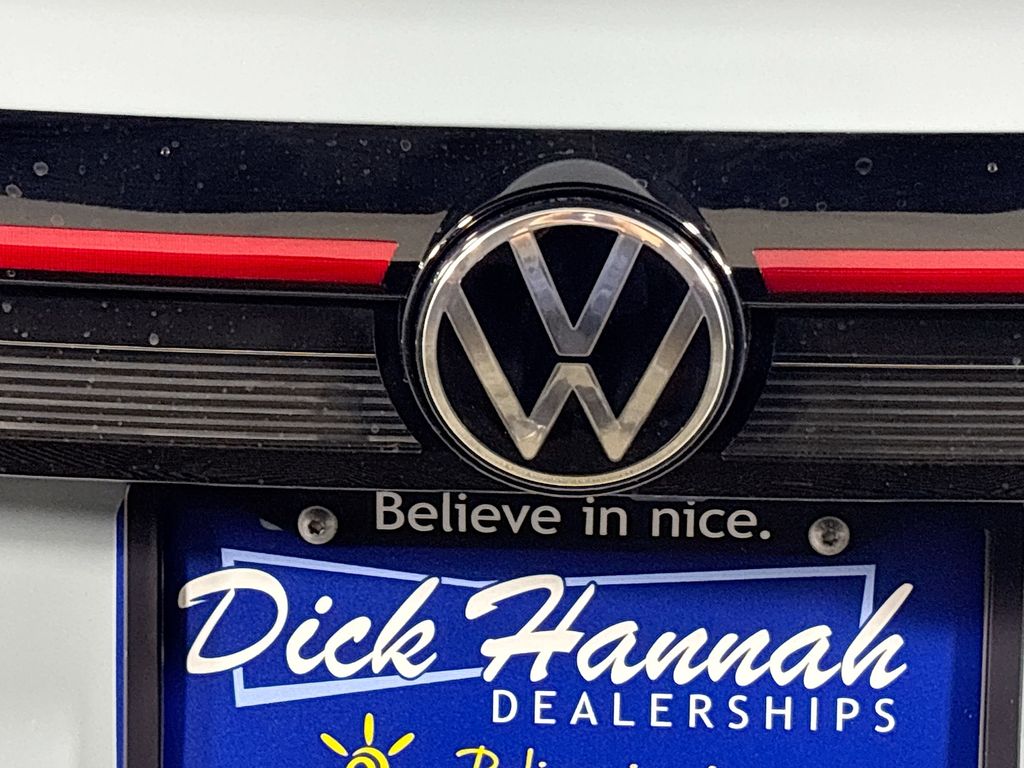 Believe in nice.
Dick Hannah
DEALERSHIPS